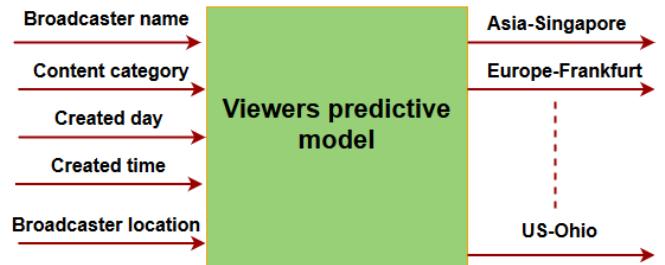 Broadcaster name
Content category
Created day
Created time
Broadcaster location
Viewers predictive
model
Asia-Singapore
Europe-Frankfurt
US-Ohio